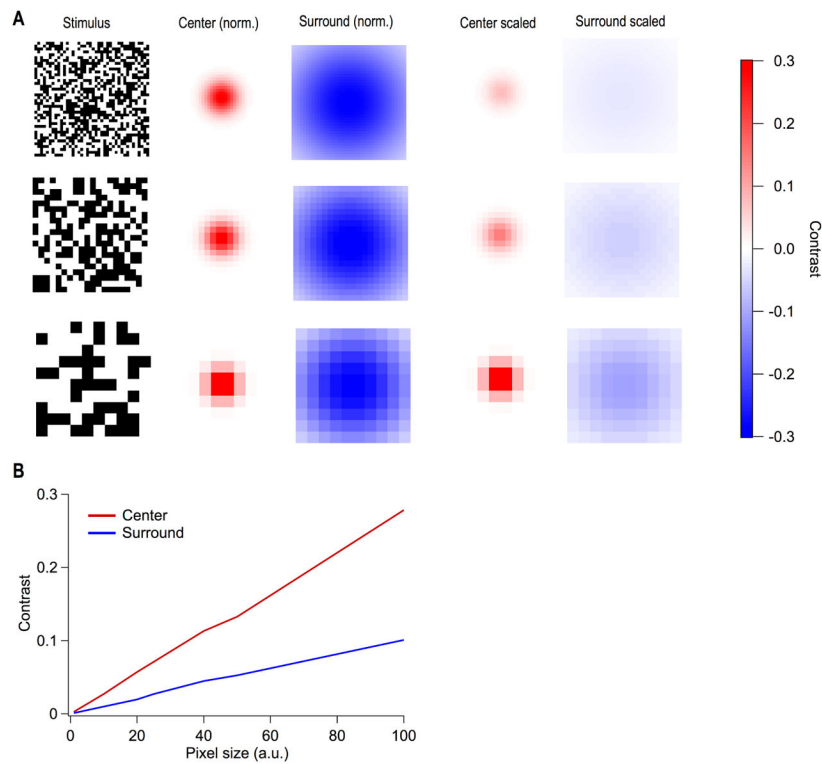 A
Stimulus
Center (norm.)
Surround (norm.)
Center scaled
Surround scaled
0.3
0.2
0.1
0.0
-0.1
-0.2
-0.3
Contrast
B
0.3
0.2
0.1
0
Contrast
Center
Surround
0
20
40
60
80
100
Pixel size (a.u.)